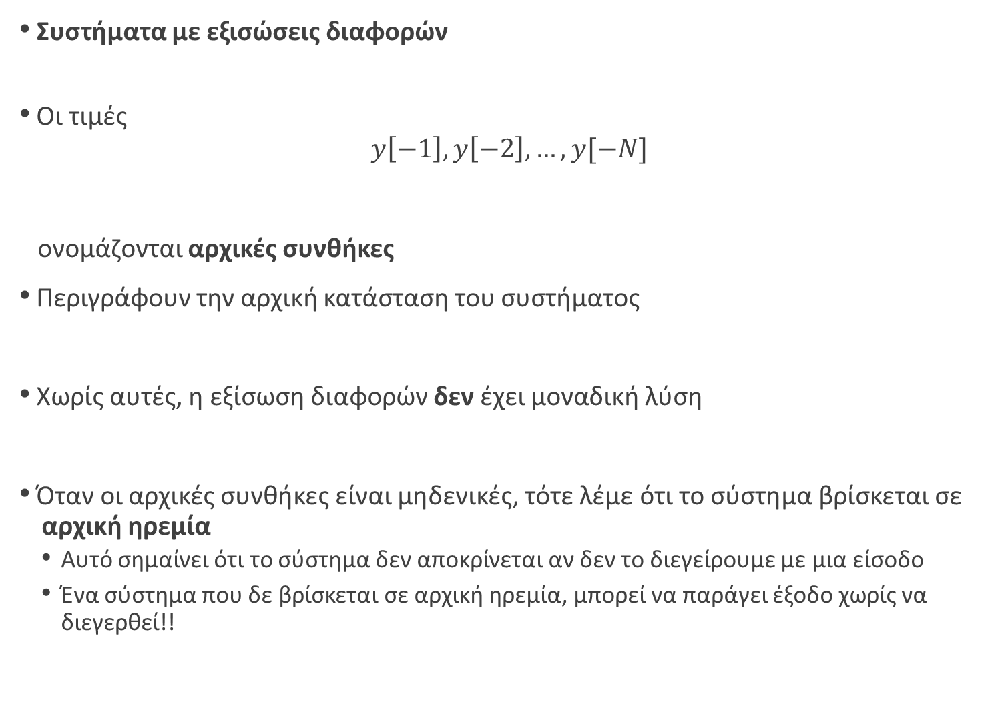 • Συστήματα με εξισώσεις διαφορών
• Οι τιμές
y[−1], y[−2], … , y[−N]
ονομάζονται αρχικές συνθήκες
• Περιγράφουν την αρχική κατάσταση του συστήματος
• Χωρίς αυτές, η εξίσωση διαφορών δεν έχει μοναδική λύση
• Όταν οι αρχικές συνθήκες είναι μηδενικές, τότε λέμε ότι το σύστημα βρίσκεται σε
αρχική ηρεμία
• Αυτό σημαίνει ότι το σύστημα δεν αποκρίνεται αν δεν το διεγείρουμε με μια είσοδο
• Ένα σύστημα που δε βρίσκεται σε αρχική ηρεμία, μπορεί να παράγει έξοδο χωρίς να
διεγερθεί!!